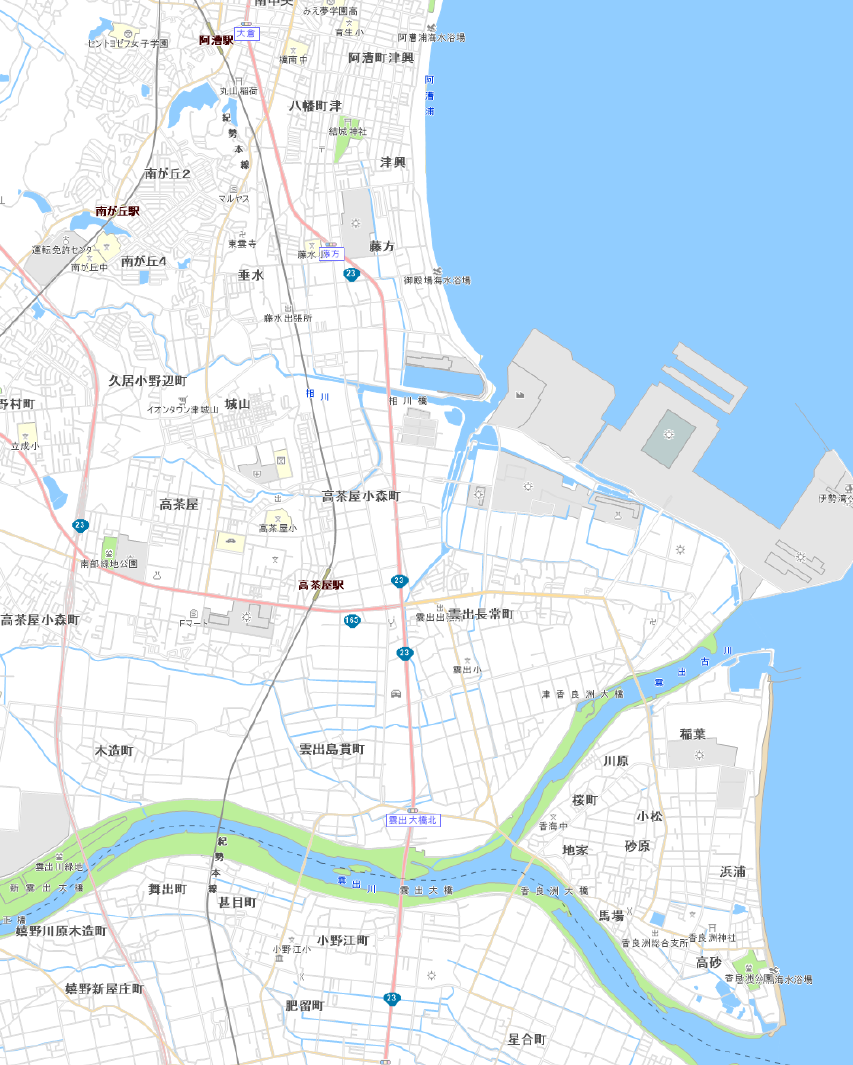 南中央
みえ夢学園高
育生小
セントヨゼフ女子学園
阿漕駅
大倉
橋南中
阿漕浦海水浴場
阿漕町津興
丸山稲荷
阿漕浦
八幡町津
紀勢本線
結城神社
津興
南が丘2
マルヤス
南が丘駅
東雲寺
藤水
藤方
藤方
運転免許センター
南が丘中
南が丘4
垂水
23
御殿場海水浴場
藤水出張所
久居小野辺町
相川
相川橋
野村町
イオンタウン津城山
城山
立成小
高茶屋小森町
高茶屋
伊勢湾
23
高茶屋小
南部緑地公園
高茶屋駅
23
高茶屋小森町
Fマート
165
雲出長常町
23
雲出古川
雲出小
津香良洲大橋
稲葉
木造町
雲出島貫町
川原
桜町
小松
雲出大橋北
香海中
地家
砂原
紀勢本線
雲出川緑地
浜浦
新雲出大橋
舞出町
雲出川
雲出大橋
香良洲大橋
正橋
甚目町
馬場
嬉野川原木造町
小野江町
香良洲総合支所
香良洲神社
小野江小
高砂
香良洲公園
海水浴場
嬉野新屋庄町
23
肥留町
星合町